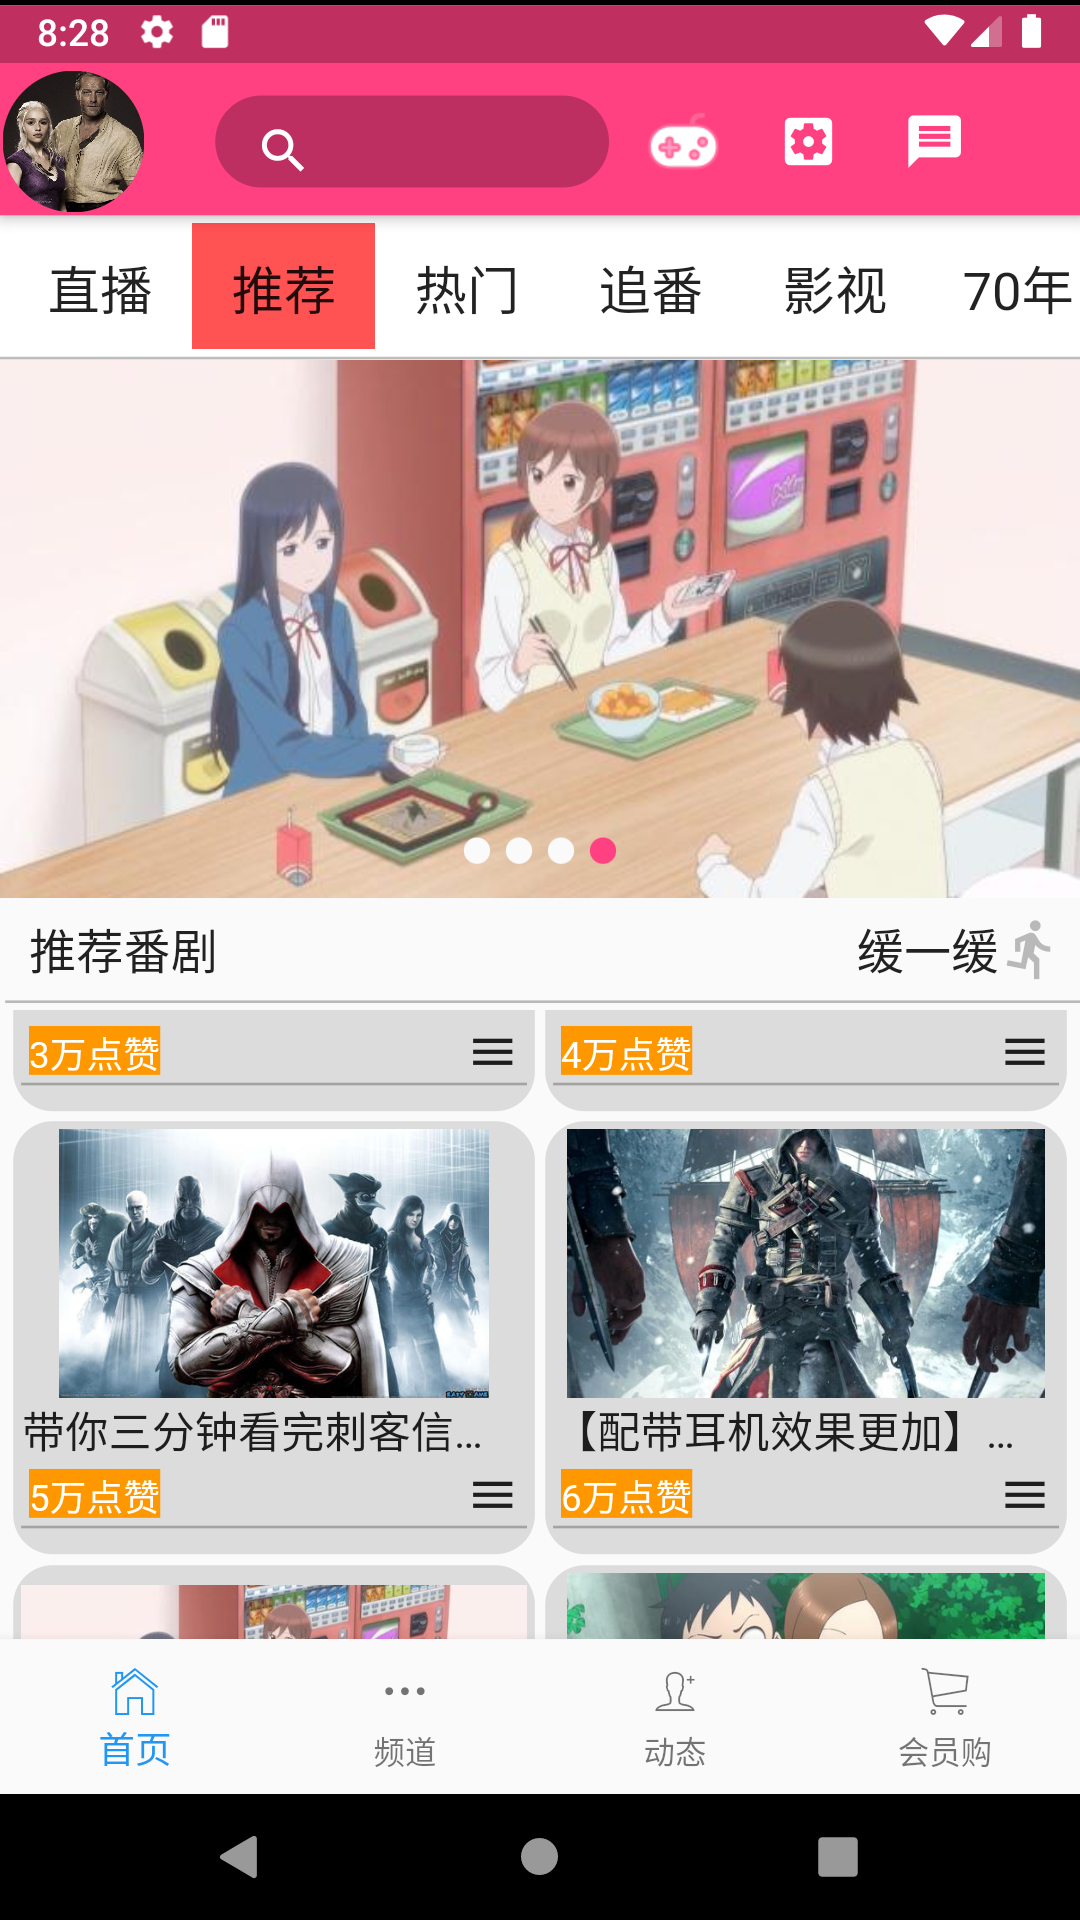 8:28
直播 推荐 热门 追番 影视 70年
推荐番剧 缓一缓
3万点赞 4万点赞
带你三分钟看完刺客信... 【配带耳机效果更加】 ...
5万点赞 6万点赞
首页 频道 动态 会员购